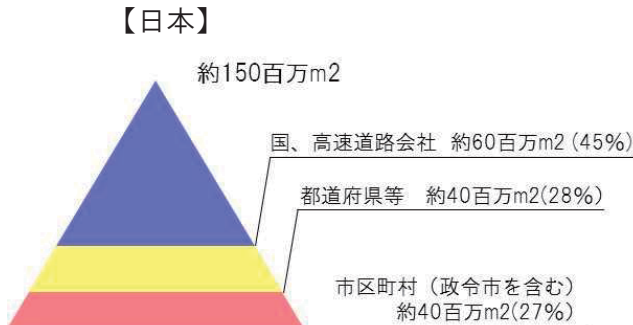 【日本】
約150百万m2
国、高速道路会社 約60百万m2 (45%)
都道府県等 約40百万m2(28%)
市区町村（政令市を含む）
約40百万m2(27%)